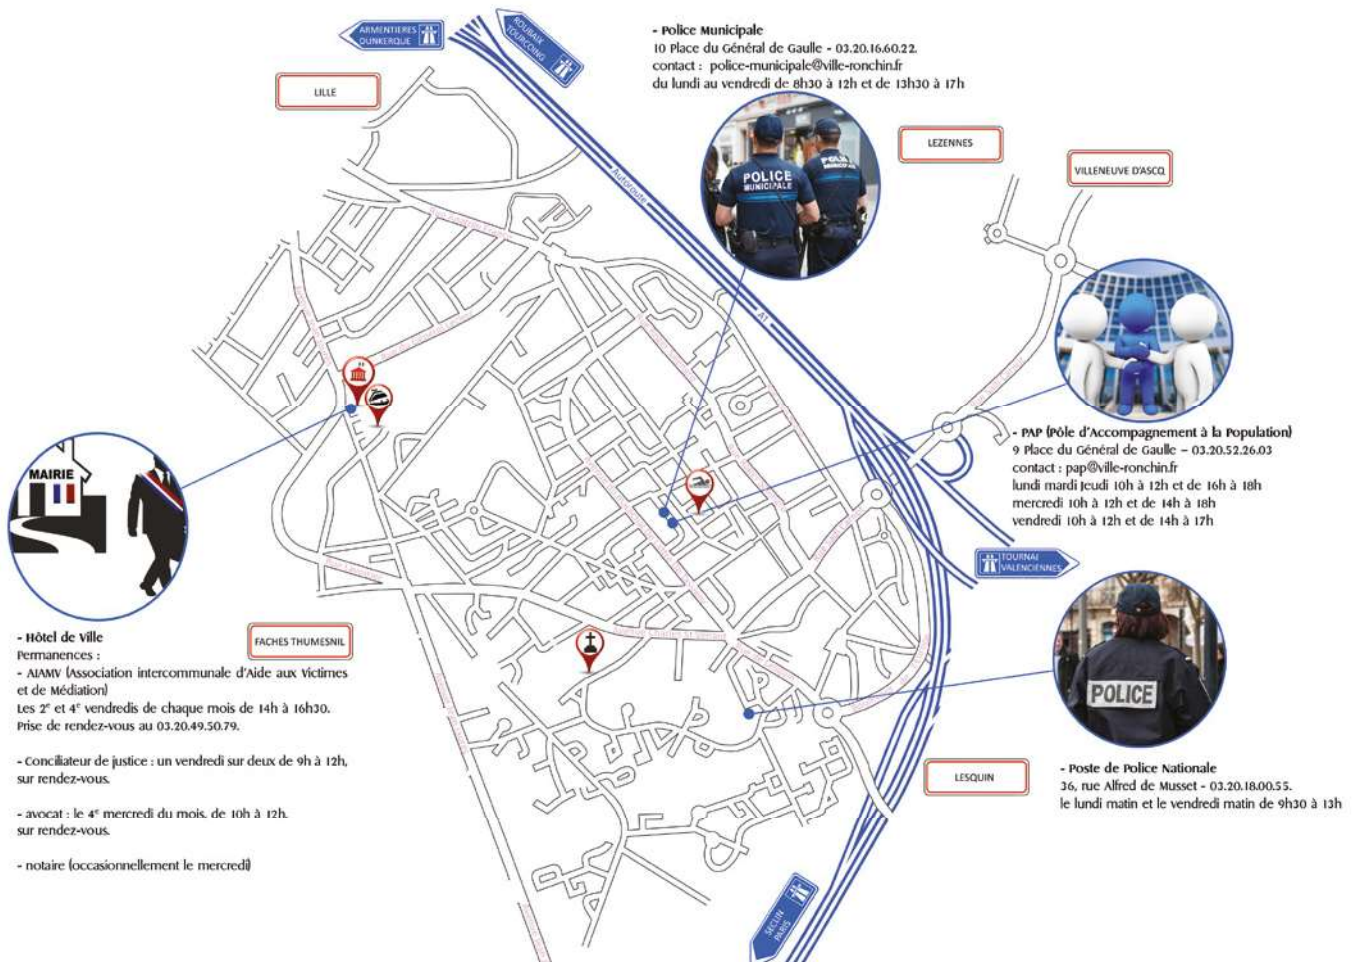 ARMENTIERES
DUNKERQUE
ROUBAIX
TOURCOING
LILLE
- Police Municipale
10 Place du Général de Gaulle - 03.20.16.60.22.
contact : police-municipale@ville-ronchin.fr
du lundi au vendredi de 8h30 à 12h et de 13h30 à 17h
POLICE
MUNICIPALE
POLICE
MUNICIPALE
LEZENNES
VILLENEUVE D'ASCQ
Autoroute
A1
- PAP (Pôle d'Accompagnement à la Population)
9 Place du Général de Gaulle – 03.20.52.26.03
contact : pap@ville-ronchin.fr
lundi mardi jeudi 10h à 12h et de 16h à 18h
mercredi 10h à 12h et de 14h à 18h
vendredi 10h à 12h et de 14h à 17h
MAIRIE
TOURNAI
VALENCIENNES
- Hôtel de Ville
Permanences :
- AIAMV (Association intercommunale d'Aide aux Victimes
et de Médiation)
Les 2e et 4e vendredis de chaque mois de 14h à 16h30.
Prise de rendez-vous au 03.20.49.50.79.
- Conciliateur de justice : un vendredi sur deux de 9h à 12h,
sur rendez-vous.
- avocat : le 4e mercredi du mois. de 10h à 12h.
sur rendez-vous.
- notaire (occasionnellement le mercredi)
FACHES THUMESNIL
POLICE
LESQUIN
- Poste de Police Nationale
36, rue Alfred de Musset - 03.20.18.00.55.
le lundi matin et le vendredi matin de 9h30 à 13h
SECLIN
PARIS